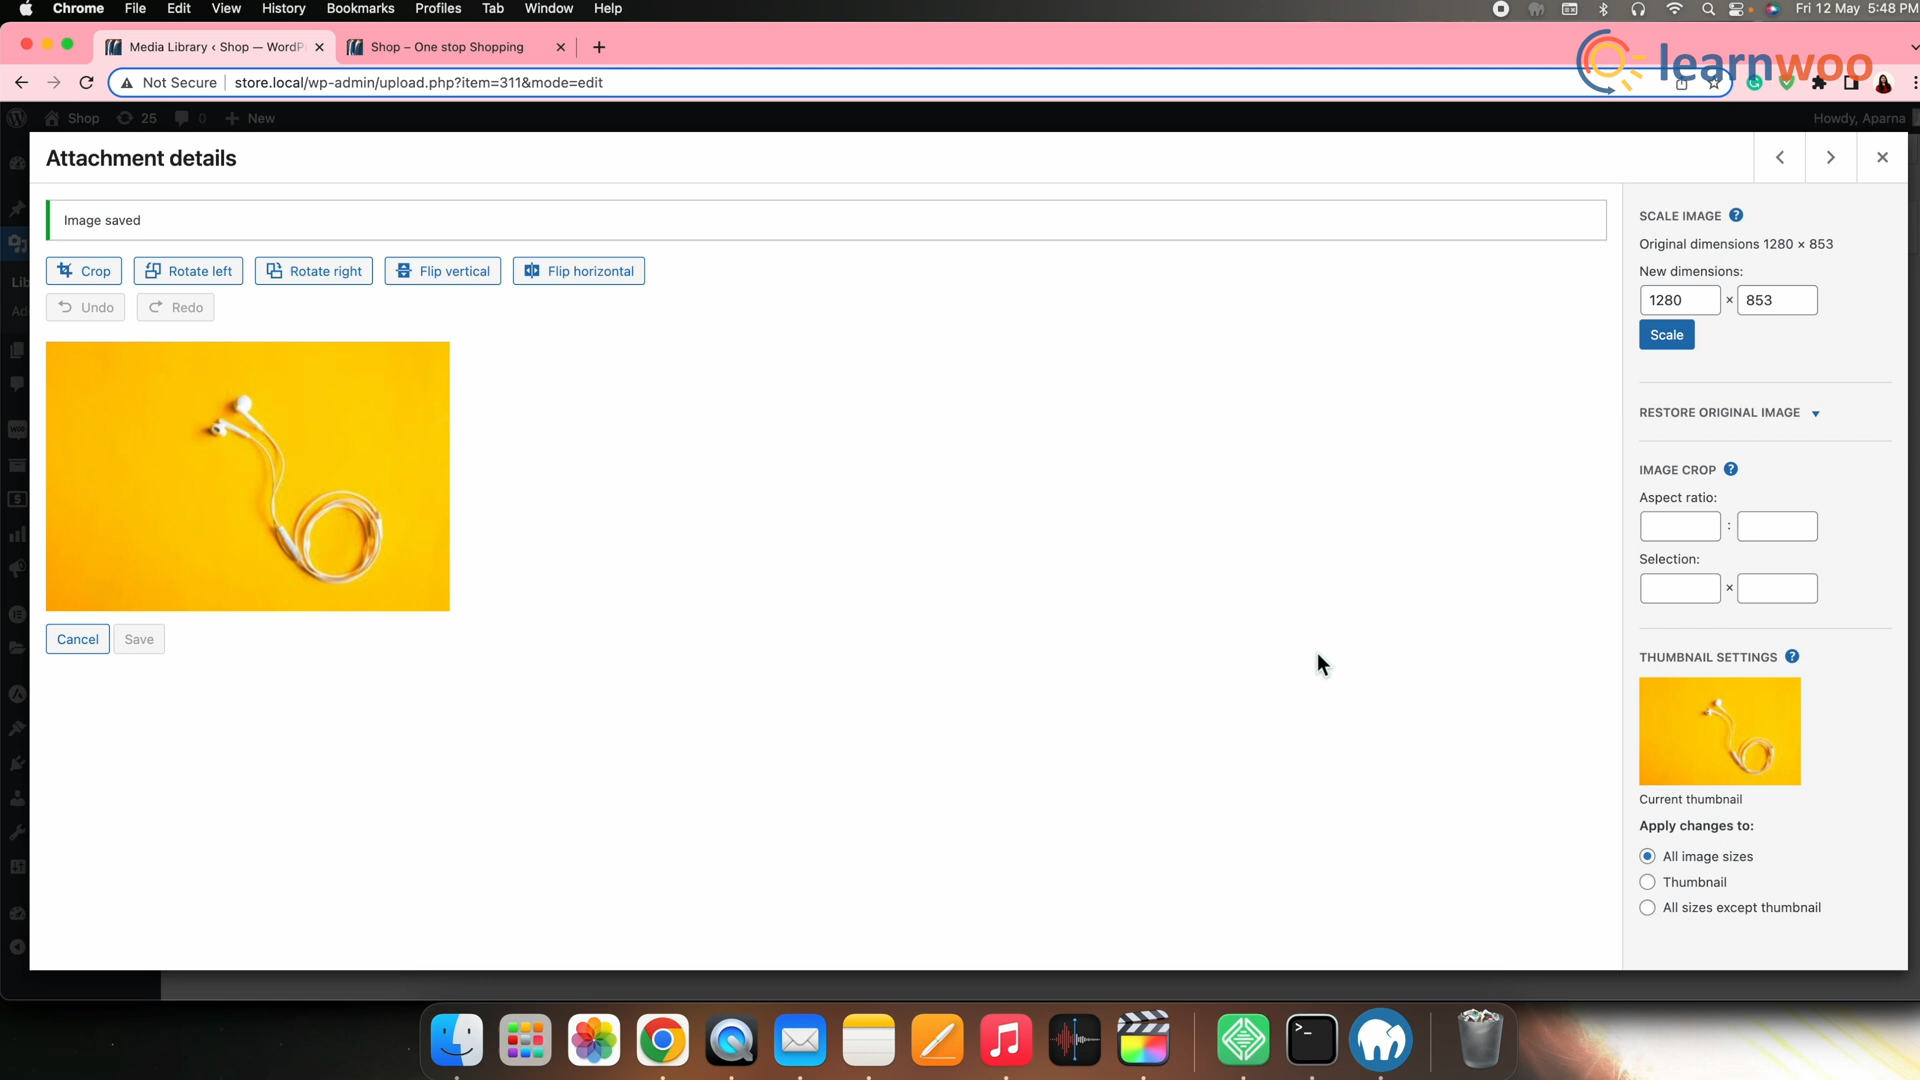 Chrome File Edit View History Bookmarks Profiles Tab Window Help Fri 12 May 5:48 PM
Media Library ‹ Shop — WordP Shop – One stop Shopping
learnwoo
Not Secure store.local/wp-admin/upload.php?item=311&mode=edit
Shop 25 0 New Howdy, Aparna
Attachment details
Image saved
Crop Rotate left Rotate right Flip vertical Flip horizontal
Undo Redo
Cancel Save
SCALE IMAGE ?
Original dimensions 1280 × 853
New dimensions:
1280 × 853
Scale
RESTORE ORIGINAL IMAGE
IMAGE CROP ?
Aspect ratio:
:
Selection:
×
THUMBNAIL SETTINGS ?
Current thumbnail
Apply changes to:
All image sizes
Thumbnail
All sizes except thumbnail